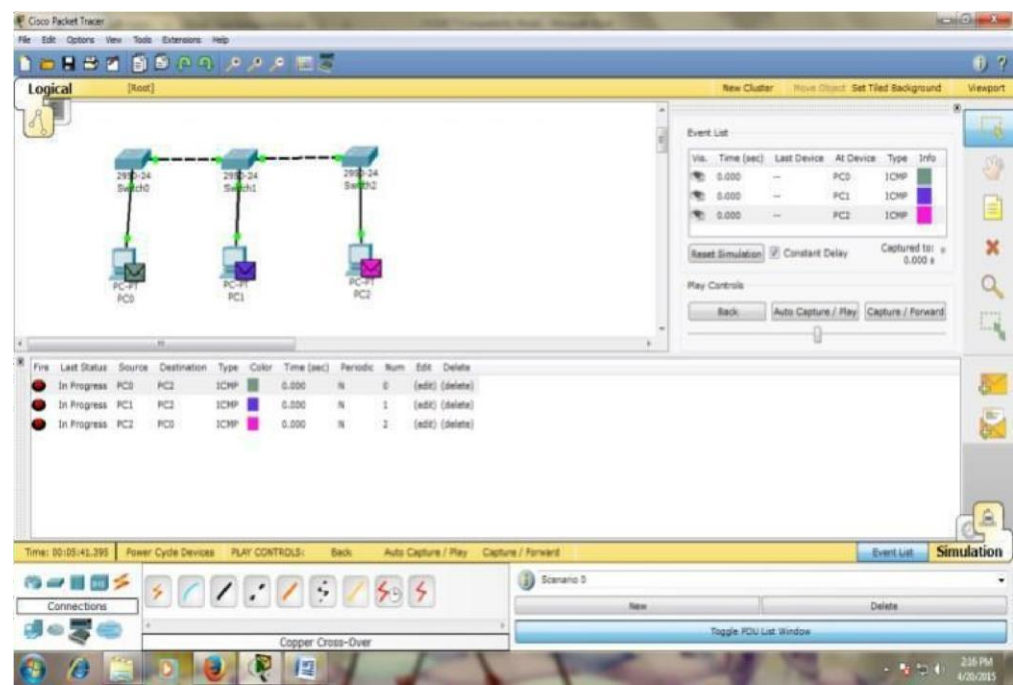 Cisco Packet Tracer
File Edit Options View Tools Extensions Help
Logical [Root] New Cluster Move Object Set Tiled Background Viewport
2950-24
Switch0
2950-24
Switch1
2950-24
Switch2
PC-PT
PC0
PC-PT
PC1
PC-PT
PC2
Event List
Vis. Time (sec) Last Device At Device Type Info
0.000 -- PC0 ICMP
0.000 -- PC1 ICMP
0.000 -- PC2 ICMP
Reset Simulation Constant Delay Captured to:
0.000 s
Play Controls
Back Auto Capture / Play Capture / Forward
Fire Last Status Source Destination Type Color Time (sec) Periodic Num Edit Delete
In Progress PC0 PC2 ICMP 0.000 N 0 (edit) (delete)
In Progress PC1 PC2 ICMP 0.000 N 1 (edit) (delete)
In Progress PC2 PC0 ICMP 0.000 N 2 (edit) (delete)
Time: 00:05:41.395 Power Cycle Devices PLAY CONTROLS: Back Auto Capture / Play Capture / Forward Event List Simulation
Connections
Copper Cross-Over
Scenario 0
New Delete
Toggle PDU List Window
2:16 PM
4/20/2015